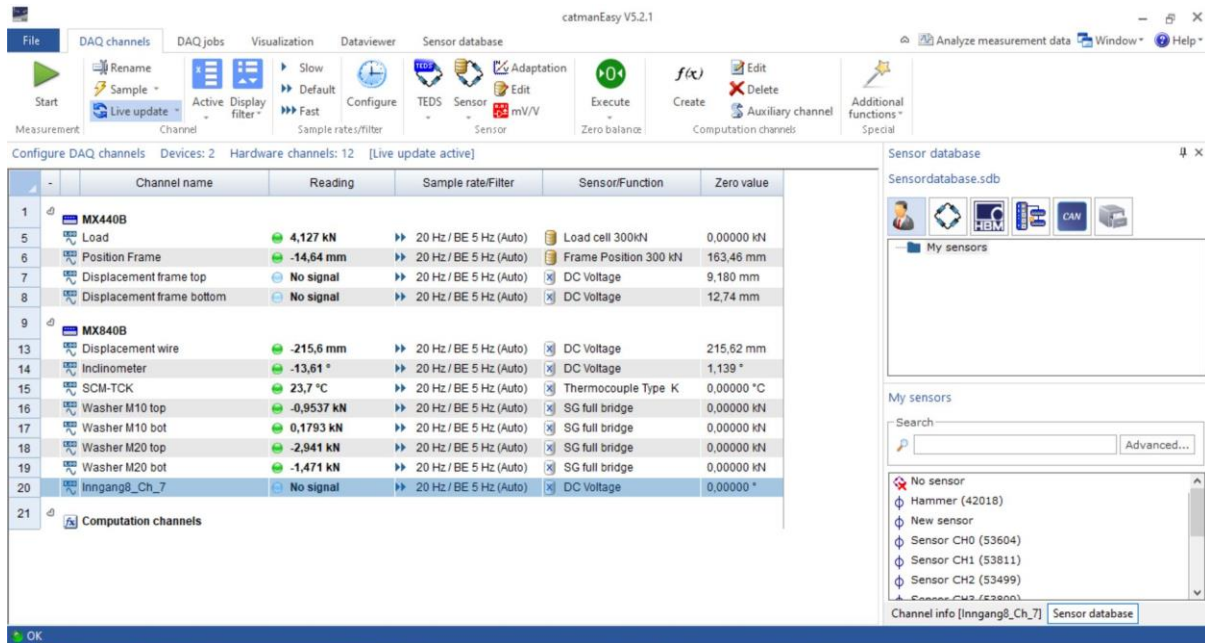 catmanEasy V5.2.1
File DAQ channels DAQ jobs Visualization Dataviewer Sensor database Analyze measurement data Window Help
Start
Rename
Sample
Live update
Active
Display filter
Slow
Default
Fast
Configure
TEDS
TEDS
Sensor
Adaptation
Edit
mV/V
0
Execute
f(x)
Create
Edit
Delete
Auxiliary channel
Additional functions
Measurement Channel Sample rates/filter Sensor Zero balance Computation channels Special
Configure DAQ channels Devices: 2 Hardware channels: 12 [Live update active]
- Channel name Reading Sample rate/Filter Sensor/Function Zero value
1 MX440B
5 Load 4,127 kN 20 Hz / BE 5 Hz (Auto) Load cell 300kN 0,00000 kN
6 Position Frame -14,64 mm 20 Hz / BE 5 Hz (Auto) Frame Position 300 kN 163,46 mm
7 Displacement frame top No signal 20 Hz / BE 5 Hz (Auto) DC Voltage 9,180 mm
8 Displacement frame bottom No signal 20 Hz / BE 5 Hz (Auto) DC Voltage 12,74 mm
9 MX840B
13 Displacement wire -215,6 mm 20 Hz / BE 5 Hz (Auto) DC Voltage 215,62 mm
14 Inclinometer -13,61 ° 20 Hz / BE 5 Hz (Auto) DC Voltage 1,139 °
15 SCM-TCK 23,7 °C 20 Hz / BE 5 Hz (Auto) Thermocouple Type K 0,00000 °C
16 Washer M10 top -0,9537 kN 20 Hz / BE 5 Hz (Auto) SG full bridge 0,00000 kN
17 Washer M10 bot 0,1793 kN 20 Hz / BE 5 Hz (Auto) SG full bridge 0,00000 kN
18 Washer M20 top -2,941 kN 20 Hz / BE 5 Hz (Auto) SG full bridge 0,00000 kN
19 Washer M20 bot -1,471 kN 20 Hz / BE 5 Hz (Auto) SG full bridge 0,00000 kN
20 Inngang8_Ch_7 No signal 20 Hz / BE 5 Hz (Auto) DC Voltage 0,00000 °
21 fx Computation channels
Sensor database
Sensordatabase.sdb
HBM
CAN
My sensors
My sensors
Search
Advanced...
No sensor
Hammer (42018)
New sensor
Sensor CH0 (53604)
Sensor CH1 (53811)
Sensor CH2 (53499)
Channel info [Inngang8_Ch_7] Sensor database
OK